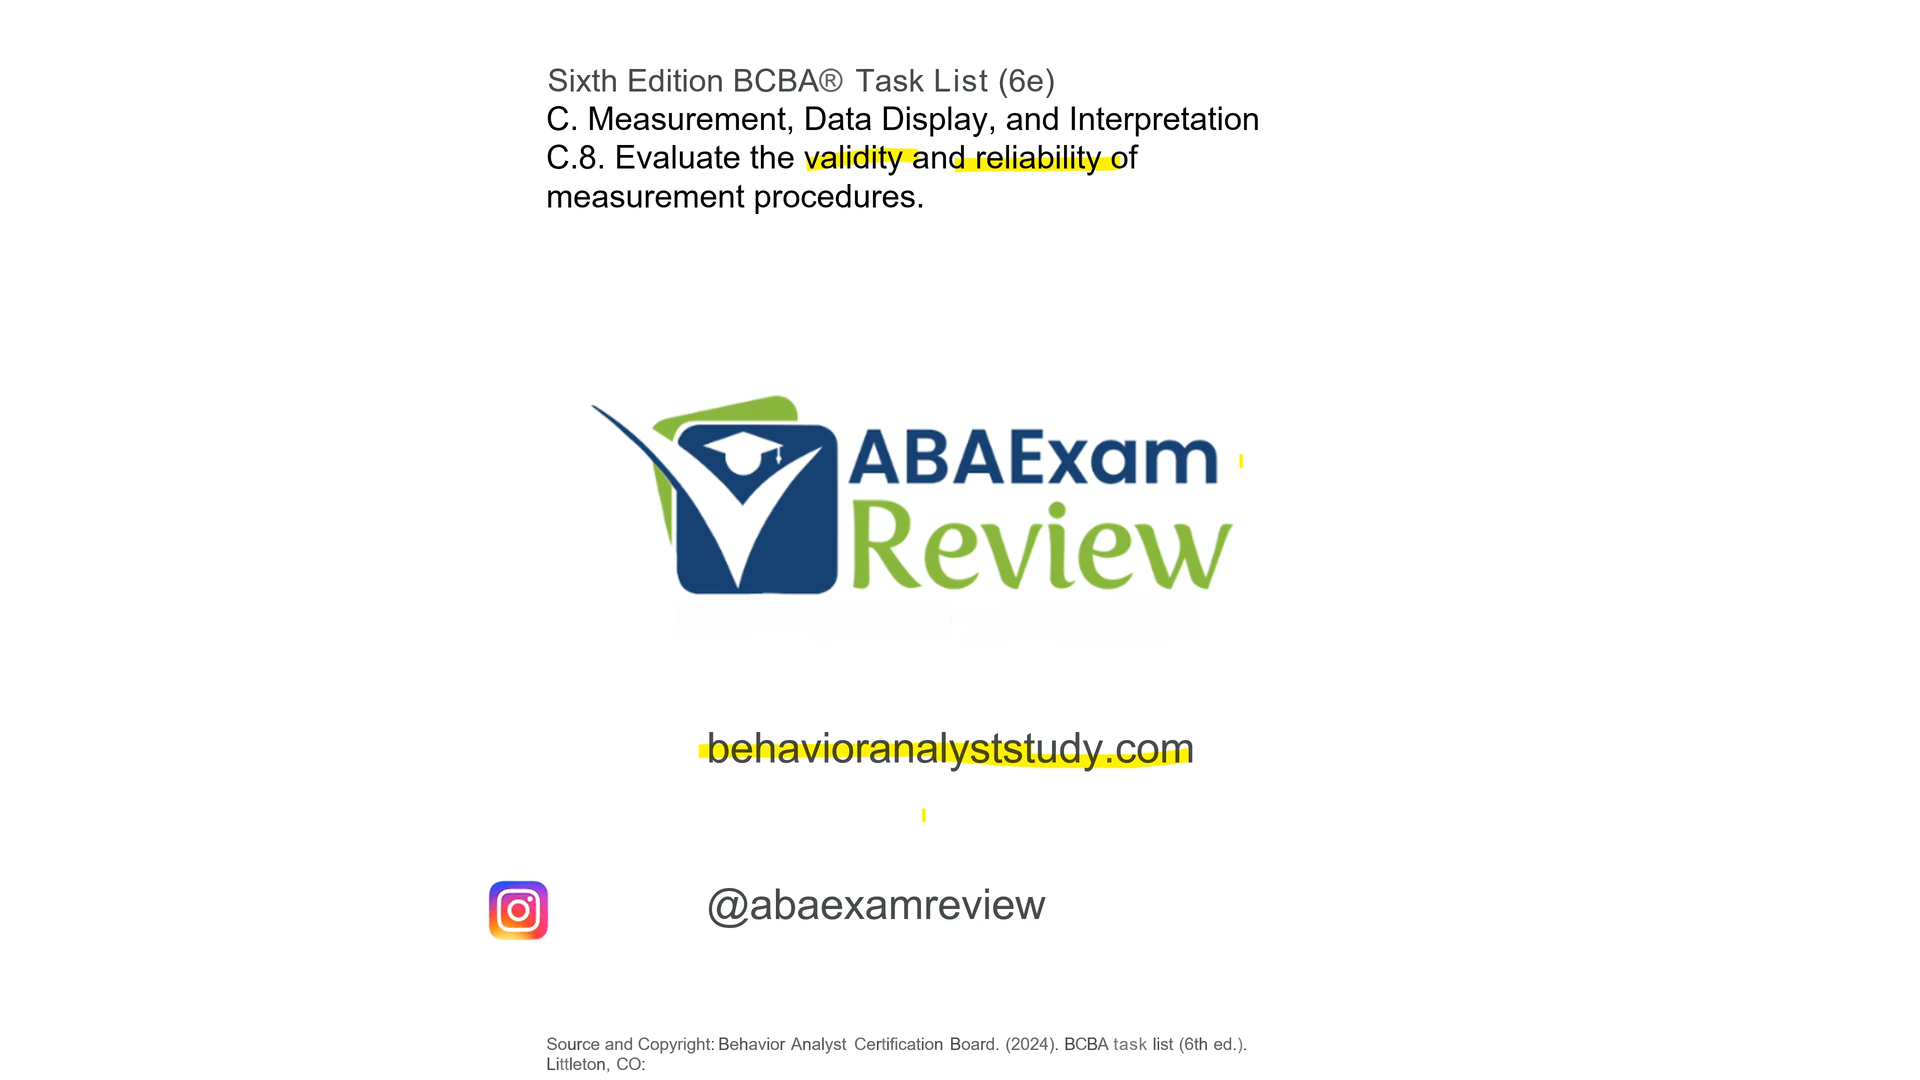 Sixth Edition BCBA® Task List (6e)
C. Measurement, Data Display, and Interpretation
C.8. Evaluate the validity and reliability of
measurement procedures.
ABAExam
Review
behavioranalyststudy.com
@abaexamreview
Source and Copyright: Behavior Analyst Certification Board. (2024). BCBA task list (6th ed.).
Littleton, CO: